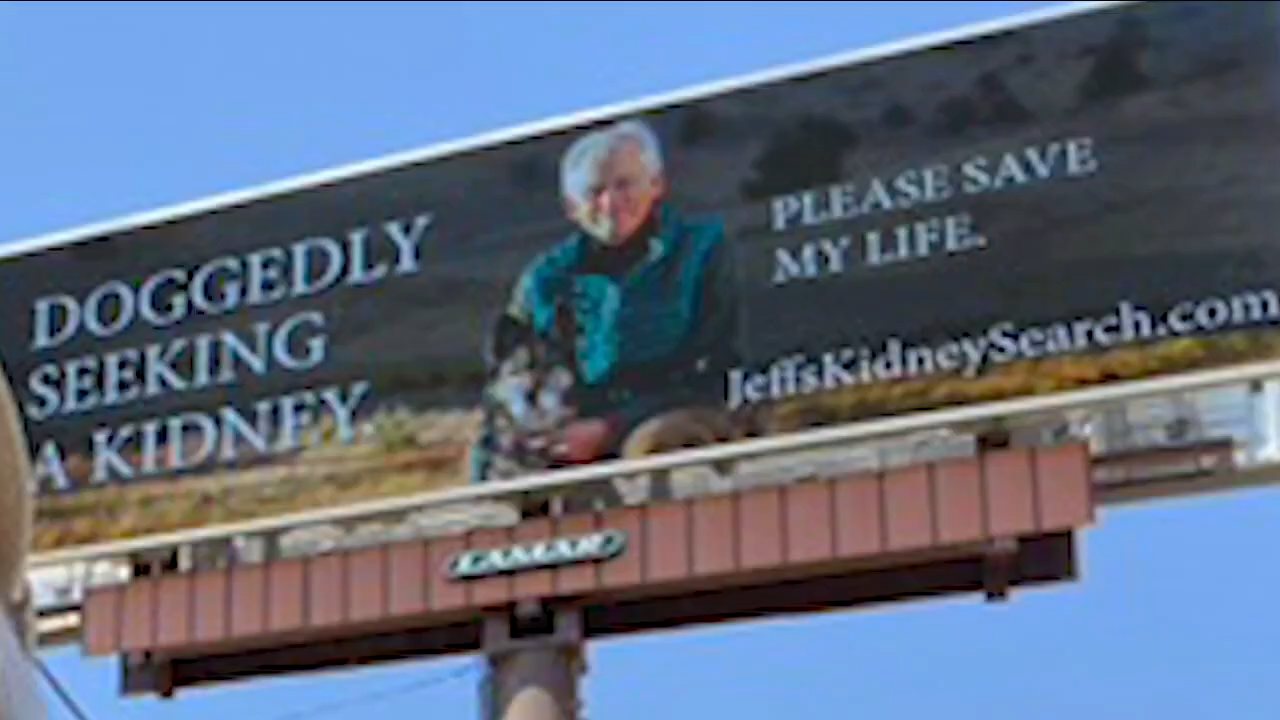 DOGGEDLY
SEEKING
A KIDNEY
PLEASE SAVE
MY LIFE.
JeffsKidneySearch.com
LAMAR